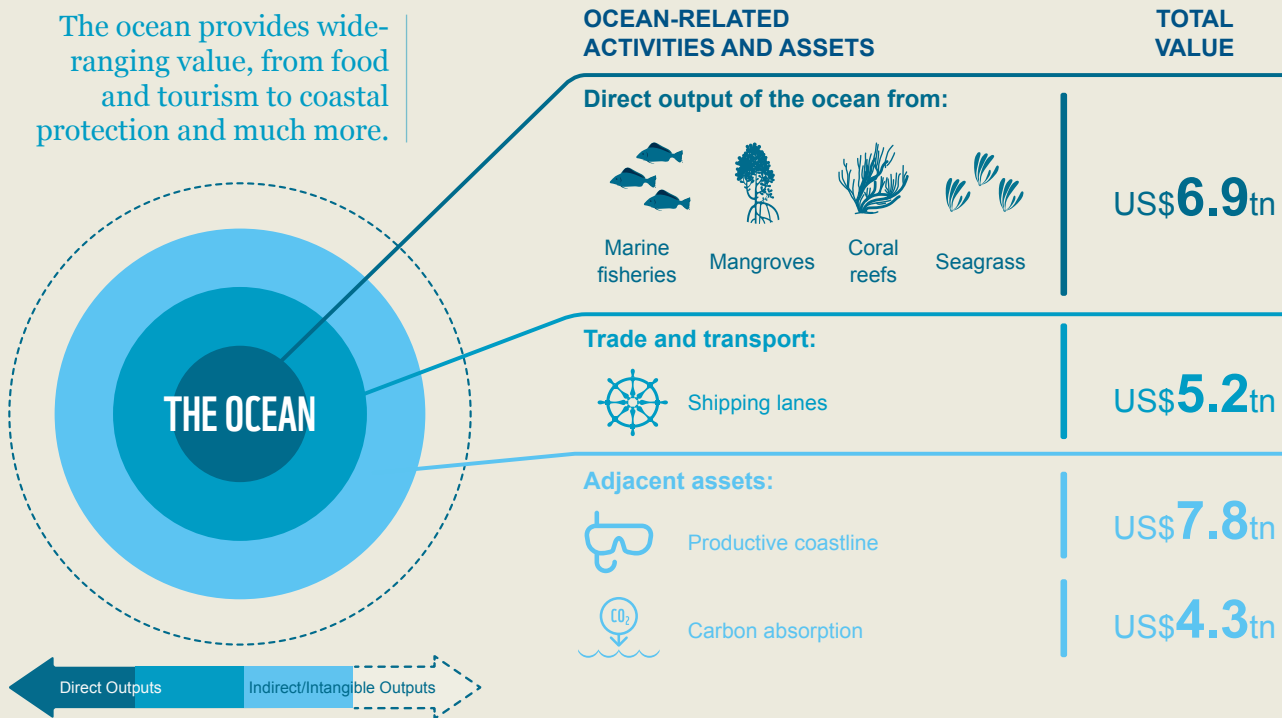 The ocean provides wide-
ranging value, from food
and tourism to coastal
protection and much more.
THE OCEAN
Direct Outputs
Indirect/Intangible Outputs
OCEAN-RELATED
ACTIVITIES AND ASSETS
TOTAL
VALUE
Direct output of the ocean from:
Marine
fisheries
Mangroves
Coral
reefs
Seagrass
US$6.9tn
Trade and transport:
Shipping lanes
US$5.2tn
Adjacent assets:
Productive coastline
US$7.8tn
CO₂
Carbon absorption
US$4.3tn